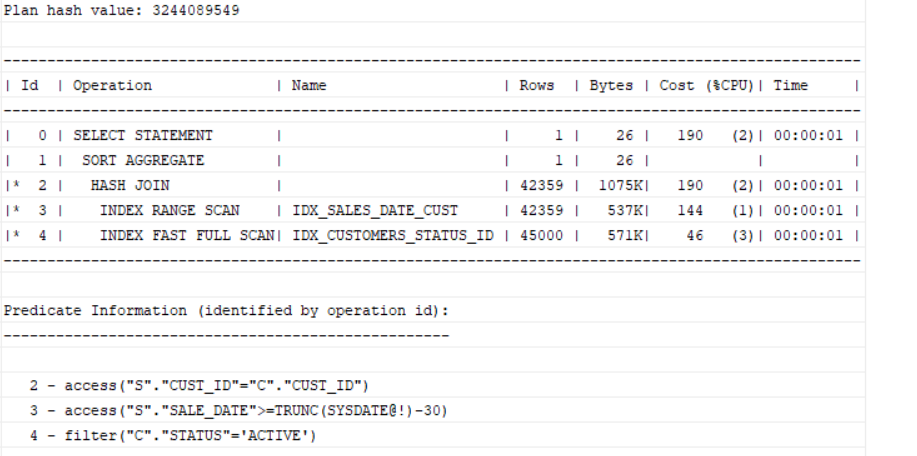 Plan hash value: 3244089549
---------------------------------------------------------------------------------------------------
| Id  | Operation              | Name                    | Rows  | Bytes | Cost (%CPU)| Time     |
---------------------------------------------------------------------------------------------------
|   0 | SELECT STATEMENT       |                         |     1 |    26 |   190   (2)| 00:00:01 |
|   1 |  SORT AGGREGATE        |                         |     1 |    26 |            |          |
|*  2 |   HASH JOIN            |                         | 42359 |  1075K|   190   (2)| 00:00:01 |
|*  3 |    INDEX RANGE SCAN    | IDX_SALES_DATE_CUST     | 42359 |   537K|   144   (1)| 00:00:01 |
|*  4 |    INDEX FAST FULL SCAN| IDX_CUSTOMERS_STATUS_ID | 45000 |   571K|    46   (3)| 00:00:01 |
---------------------------------------------------------------------------------------------------
Predicate Information (identified by operation id):
---------------------------------------------------
   2 - access("S"."CUST_ID"="C"."CUST_ID")
   3 - access("S"."SALE_DATE">=TRUNC(SYSDATE@!)-30)
   4 - filter("C"."STATUS"='ACTIVE')